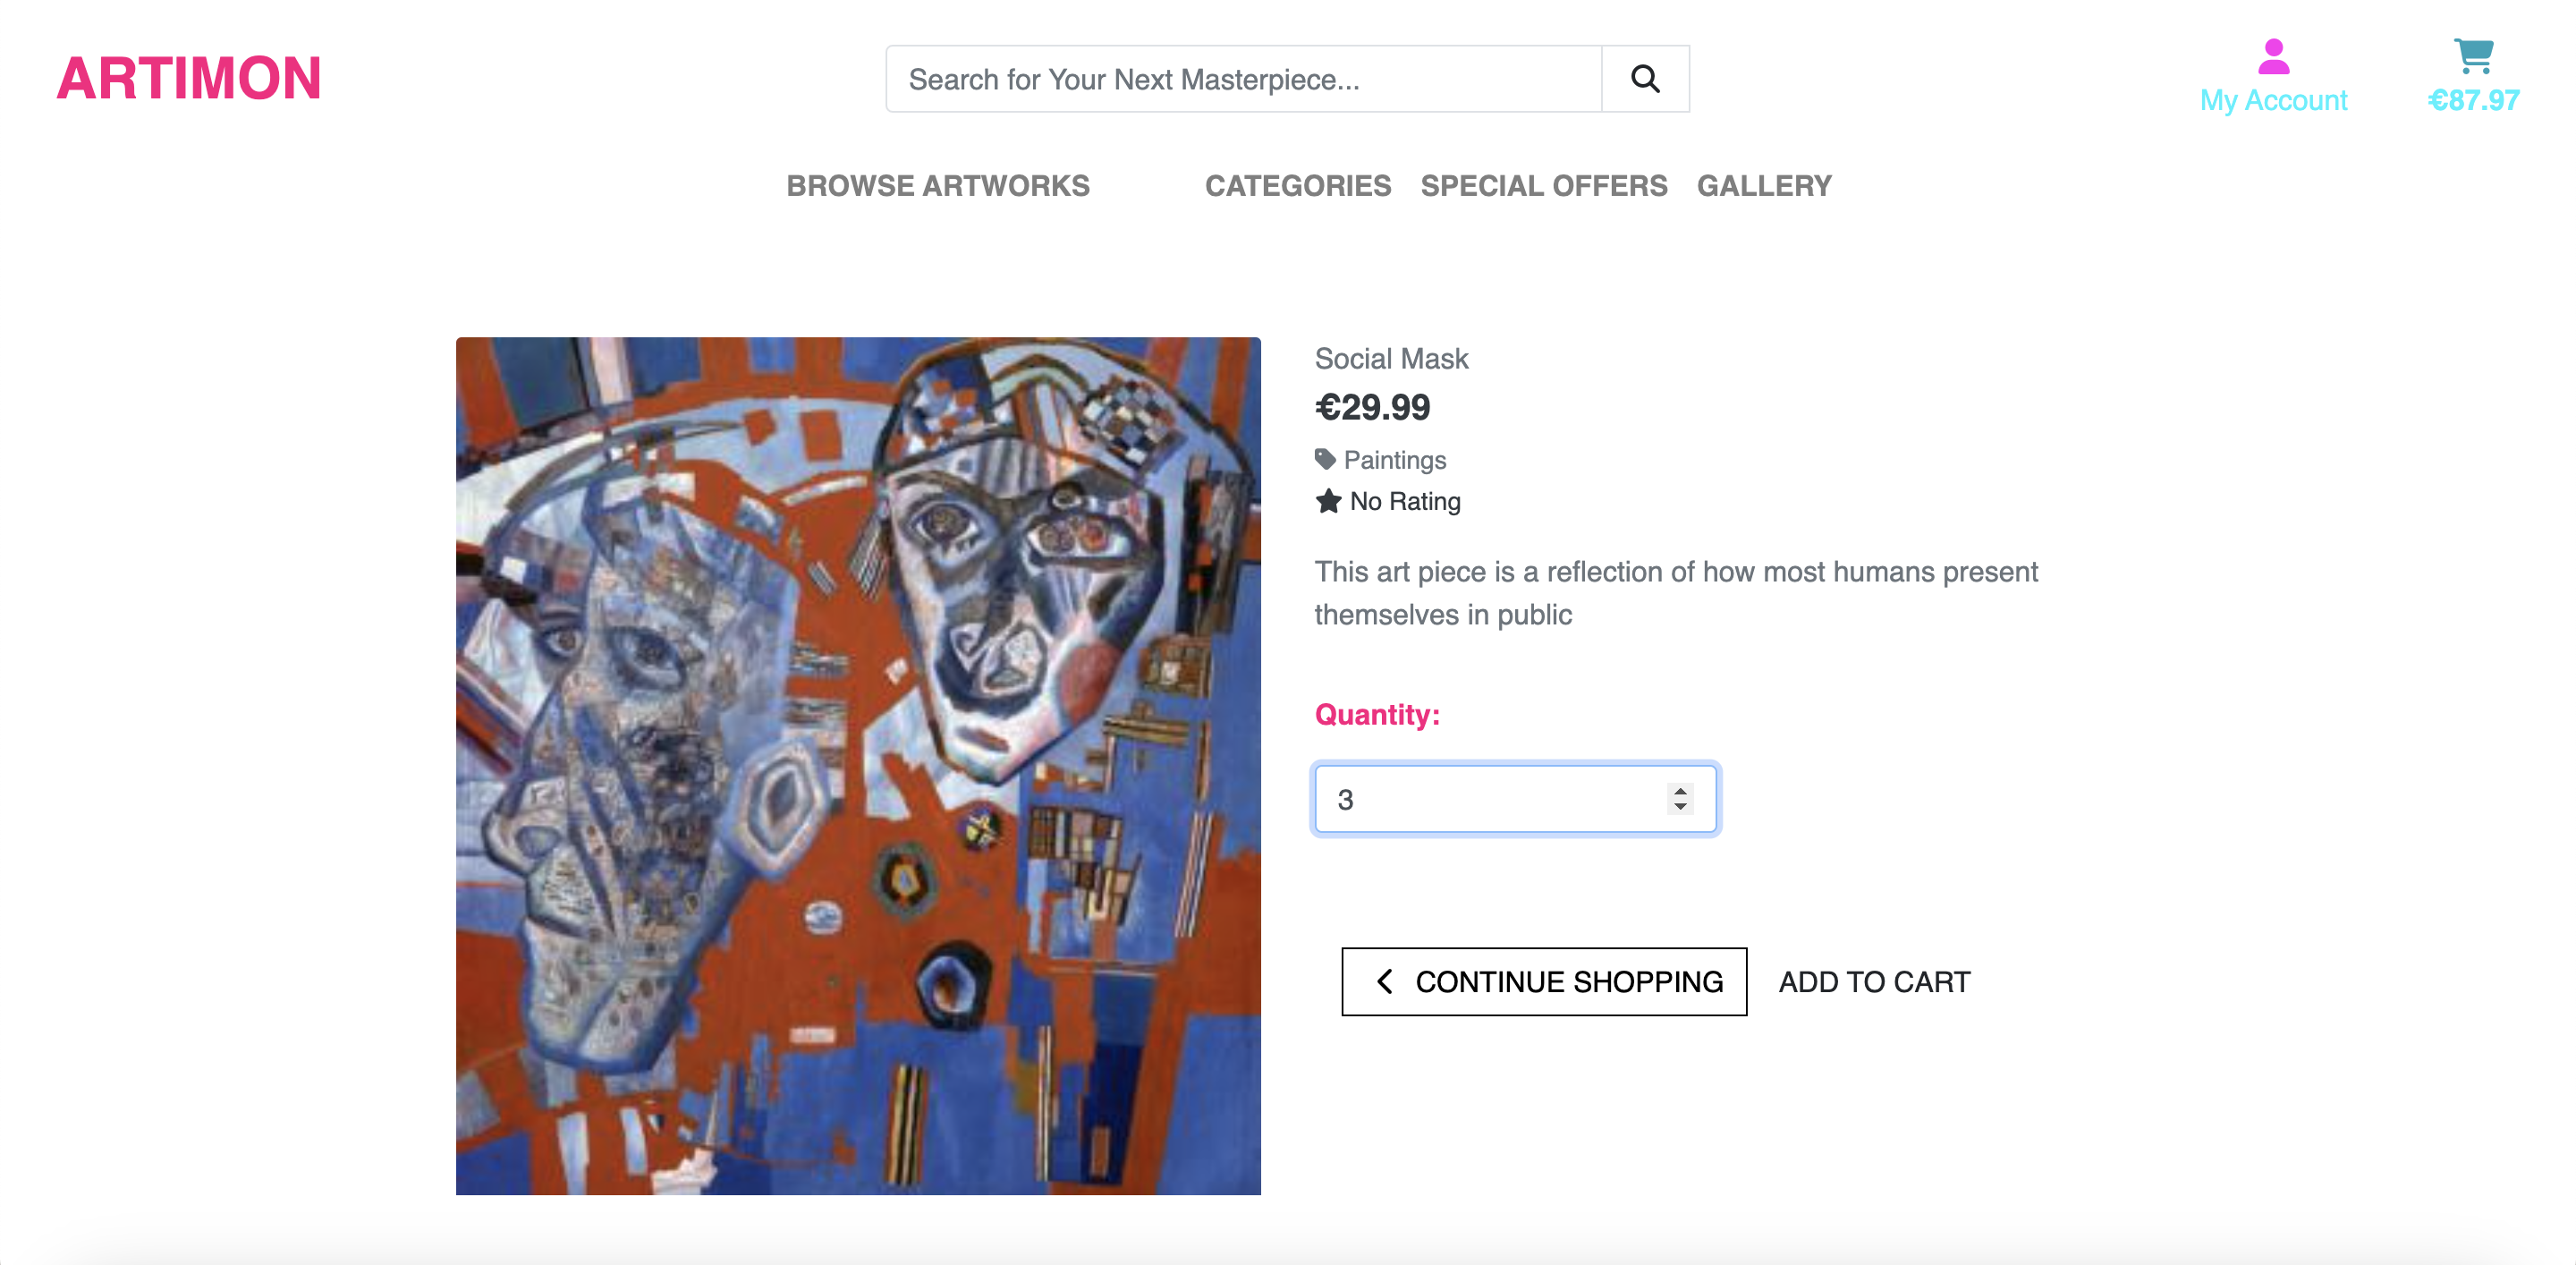 ARTIMON
Search for Your Next Masterpiece...
My Account
€87.97
BROWSE ARTWORKS
CATEGORIES
SPECIAL OFFERS
GALLERY
Social Mask
€29.99
Paintings
No Rating
This art piece is a reflection of how most humans present
themselves in public
Quantity:
3
CONTINUE SHOPPING
ADD TO CART